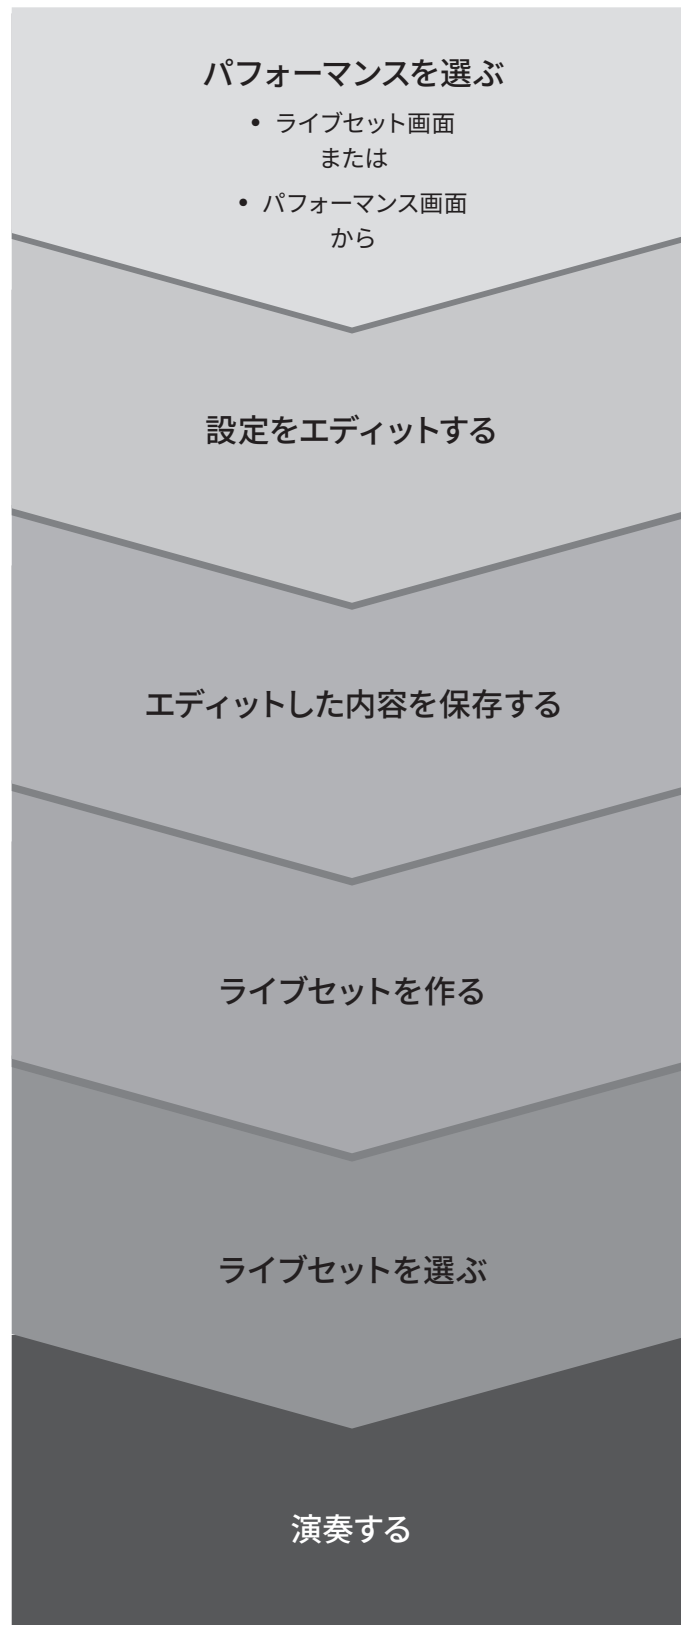 パフォーマンスを選ぶ
• ライブセット画面
または
• パフォーマンス画面
から
設定をエディットする
エディットした内容を保存する
ライブセットを作る
ライブセットを選ぶ
演奏する